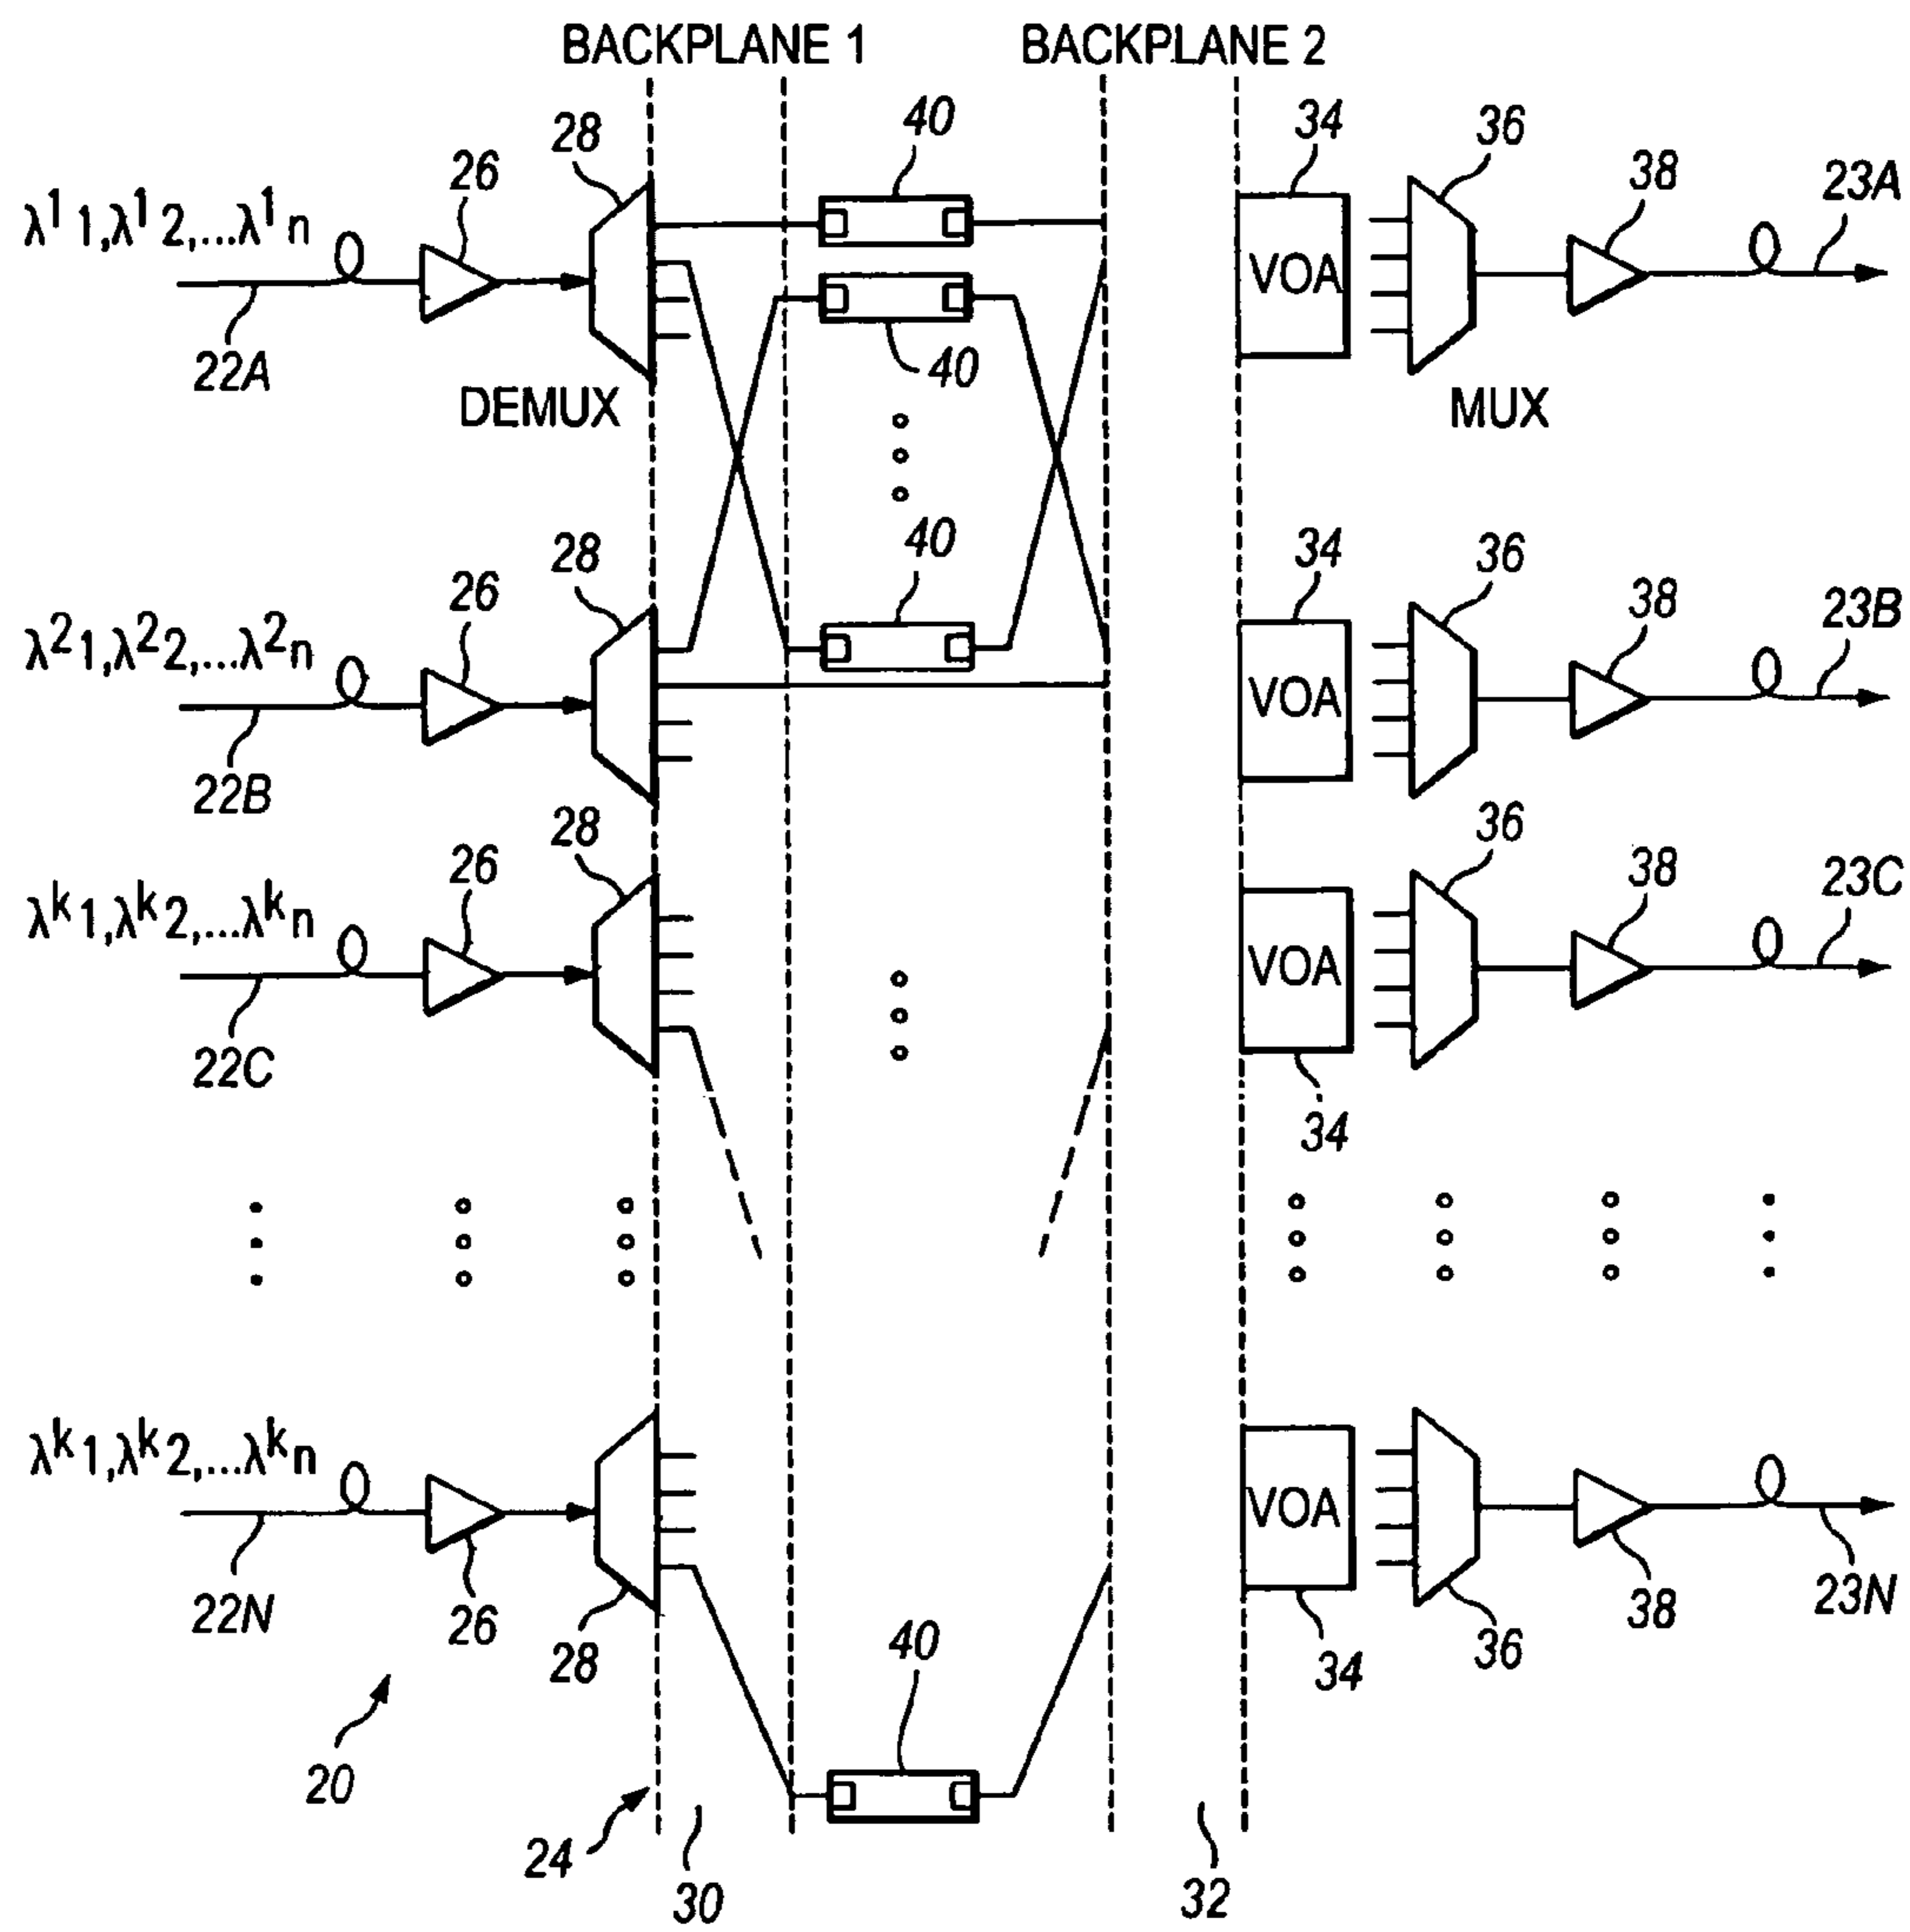 BACKPLANE 1 BACKPLANE 2
40 34 36
28 26 38 23A
λ¹1,λ¹2,...λ¹n
VOA
22A 40
DEMUX MUX
40 34 36
28 26 38 23B
λ²1,λ²2,...λ²n
VOA
22B
28 36
26 38 23C
λᵏ1,λᵏ2,...λᵏn
VOA
22C
34
λᵏ1,λᵏ2,...λᵏn
VOA
22N 26 28 40 34 36 38 23N
20
24
30 32